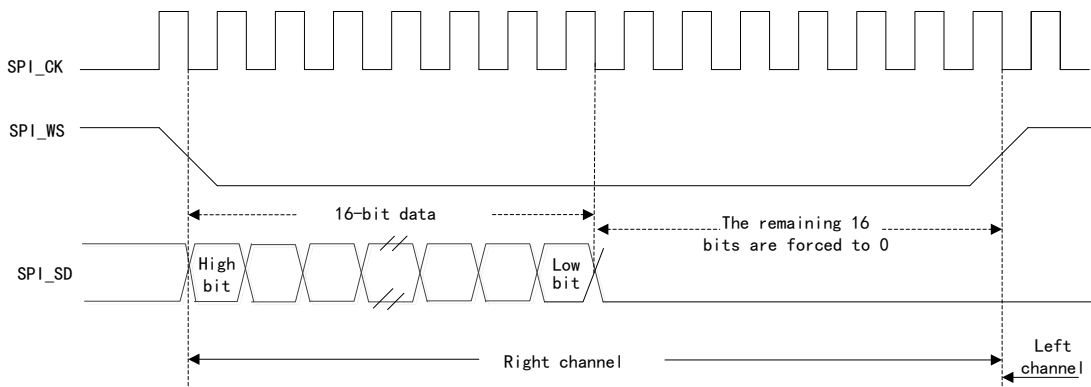 SPI_CK
SPI_WS
16-bit data
The remaining 16
bits are forced to 0
SPI_SD
High
bit
Low
bit
Right channel
Left
channel